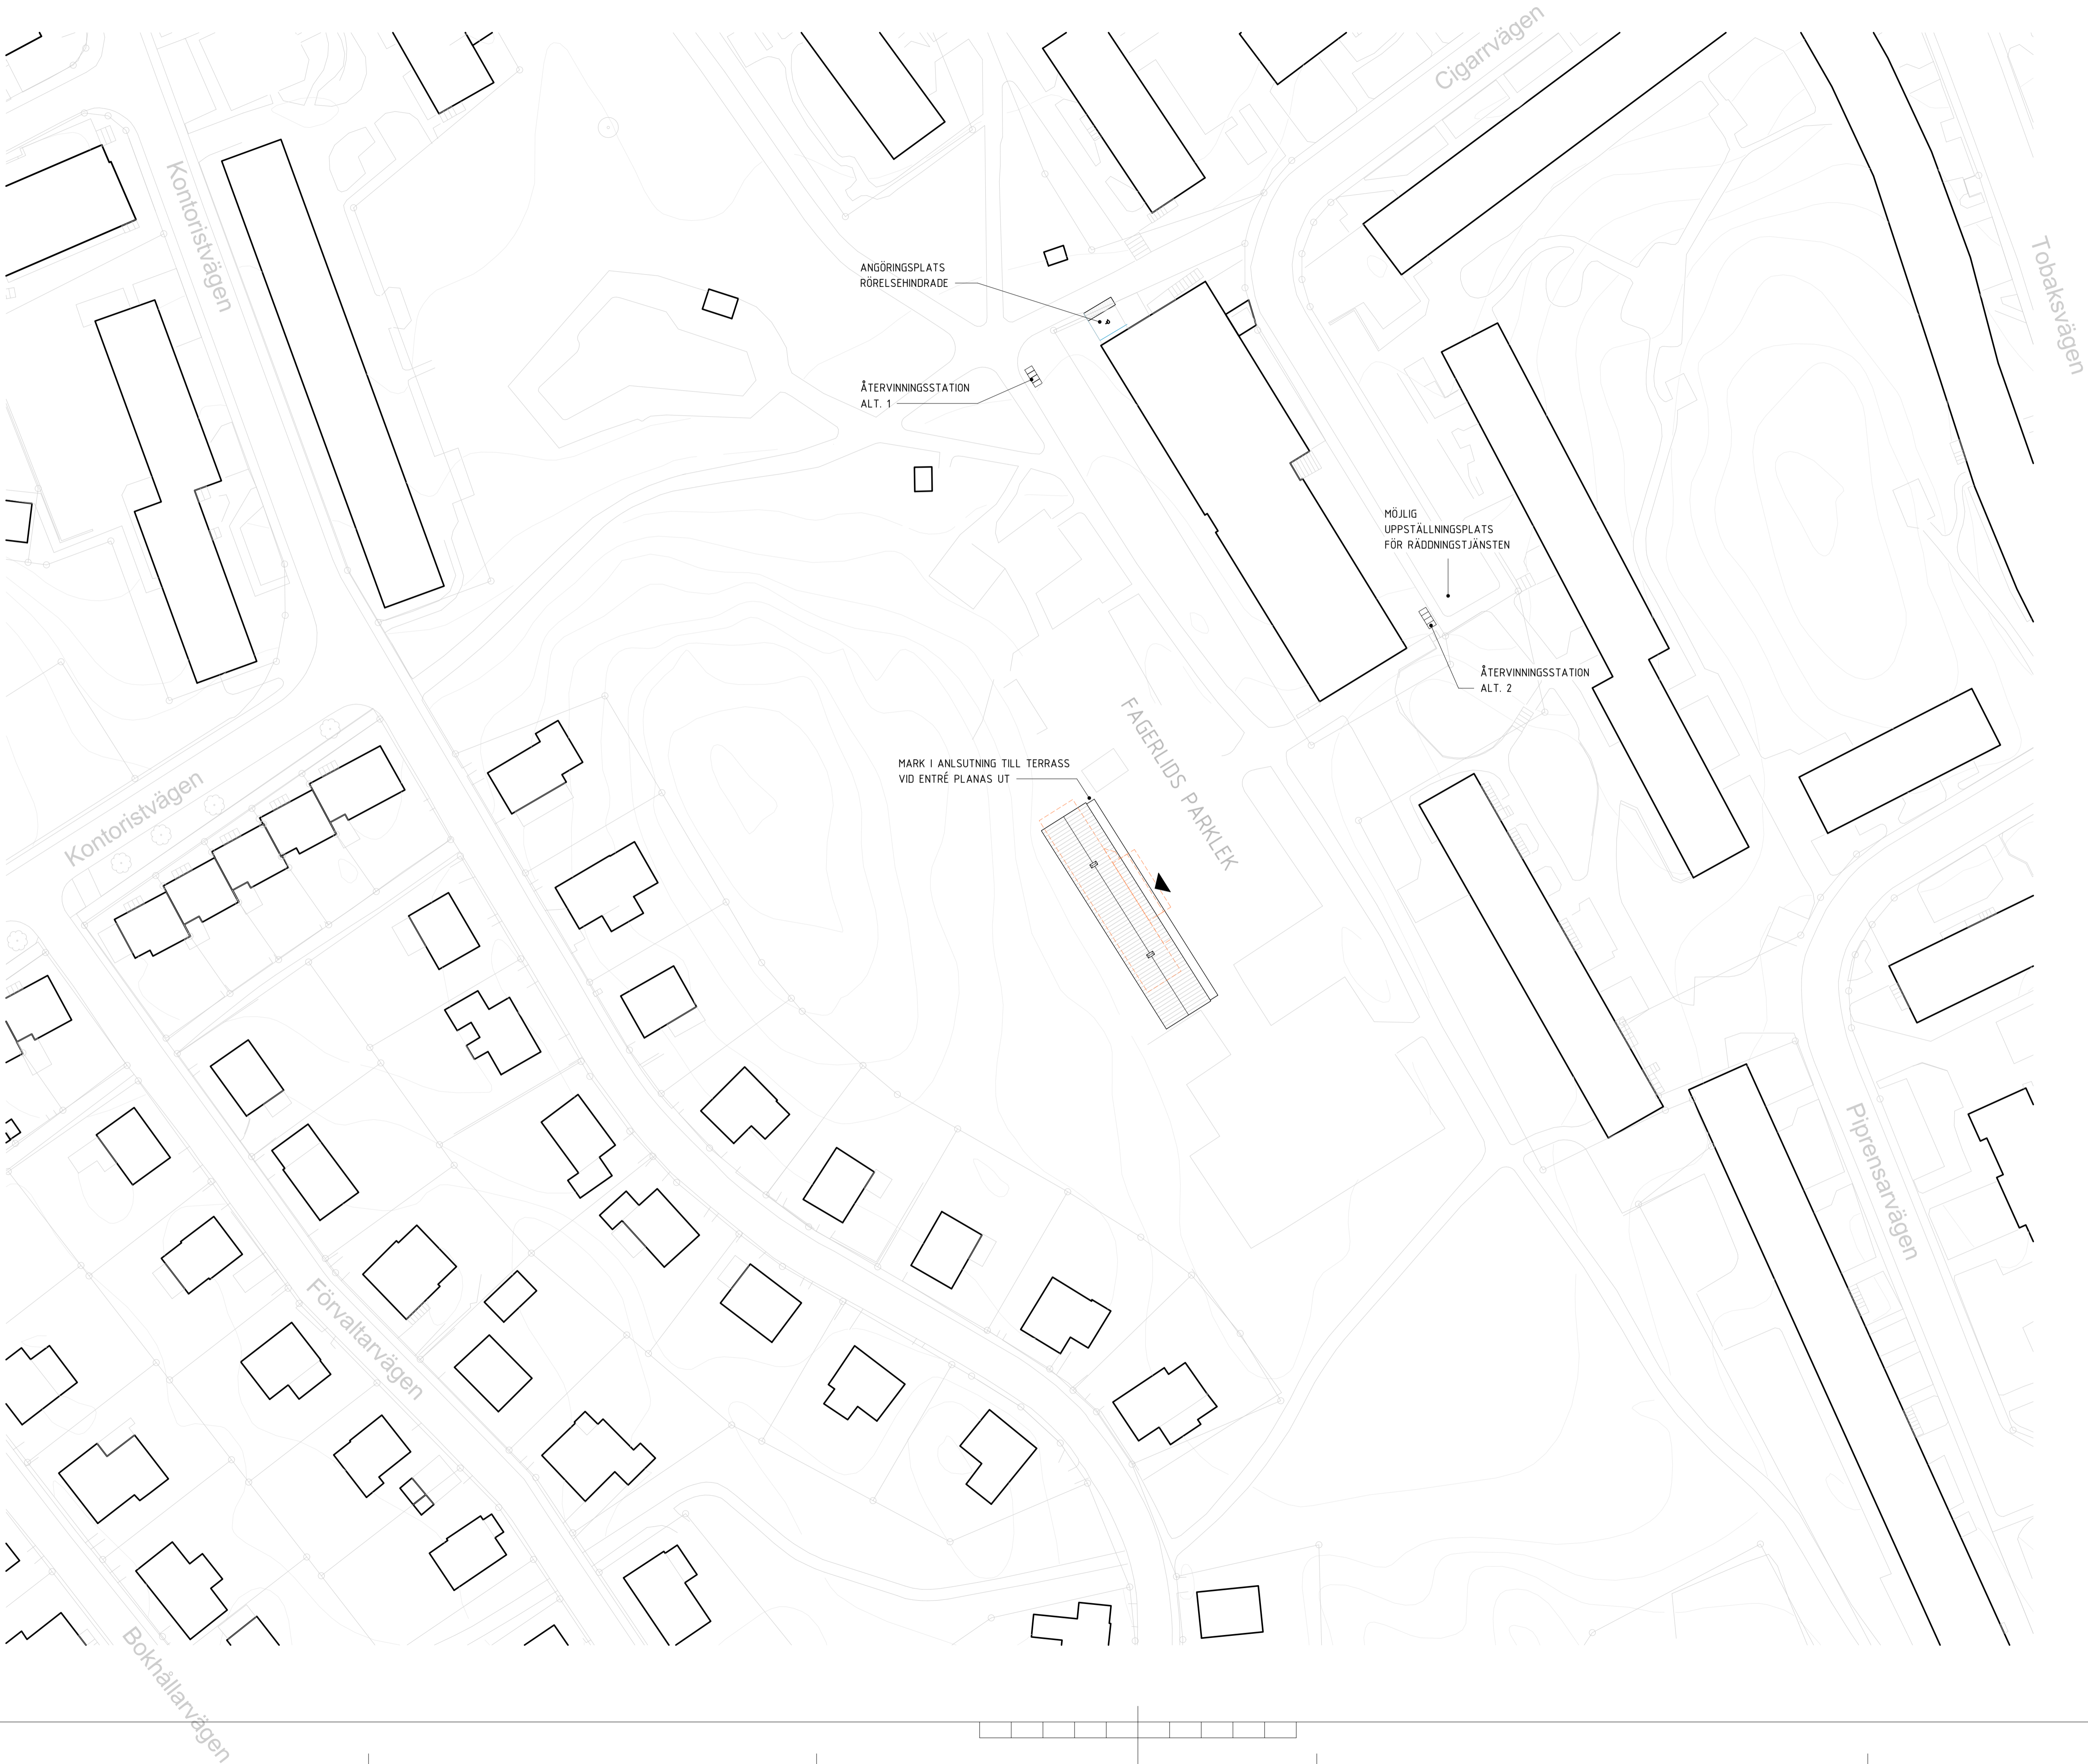 Cigarrvägen
Kontoristvägen
Tobaksvägen
ANGÖRINGSPLATS
RÖRELSEHINDRADE
ÅTERVINNINGSSTATION
ALT. 1
MÖJLIG
UPPSTÄLLNINGSPLATS
FÖR RÄDDNINGSTJÄNSTEN
ÅTERVINNINGSSTATION
ALT. 2
FAGERLIDS PARKLEK
MARK I ANLSUTNING TILL TERRASS
VID ENTRÉ PLANAS UT
Kontoristvägen
Piprensarvägen
Förvaltarvägen
Bokhållarvägen